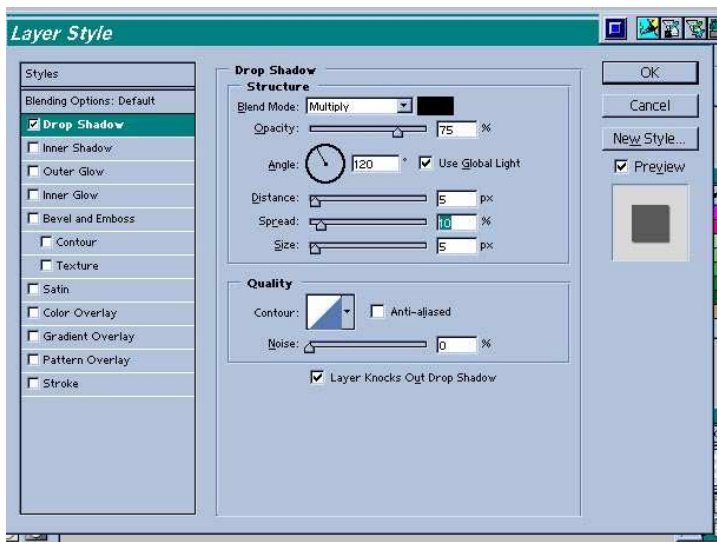 Layer Style
Styles
Blending Options: Default
Drop Shadow
Inner Shadow
Outer Glow
Inner Glow
Bevel and Emboss
Contour
Texture
Satin
Color Overlay
Gradient Overlay
Pattern Overlay
Stroke
Drop Shadow
Structure
Blend Mode: Multiply
Opacity: 75 %
Angle: 120 ° Use Global Light
Distance: 5 px
Spread: 10 %
Size: 5 px
Quality
Contour: Anti-aliased
Noise: 0 %
Layer Knocks Out Drop Shadow
OK
Cancel
New Style...
Preview